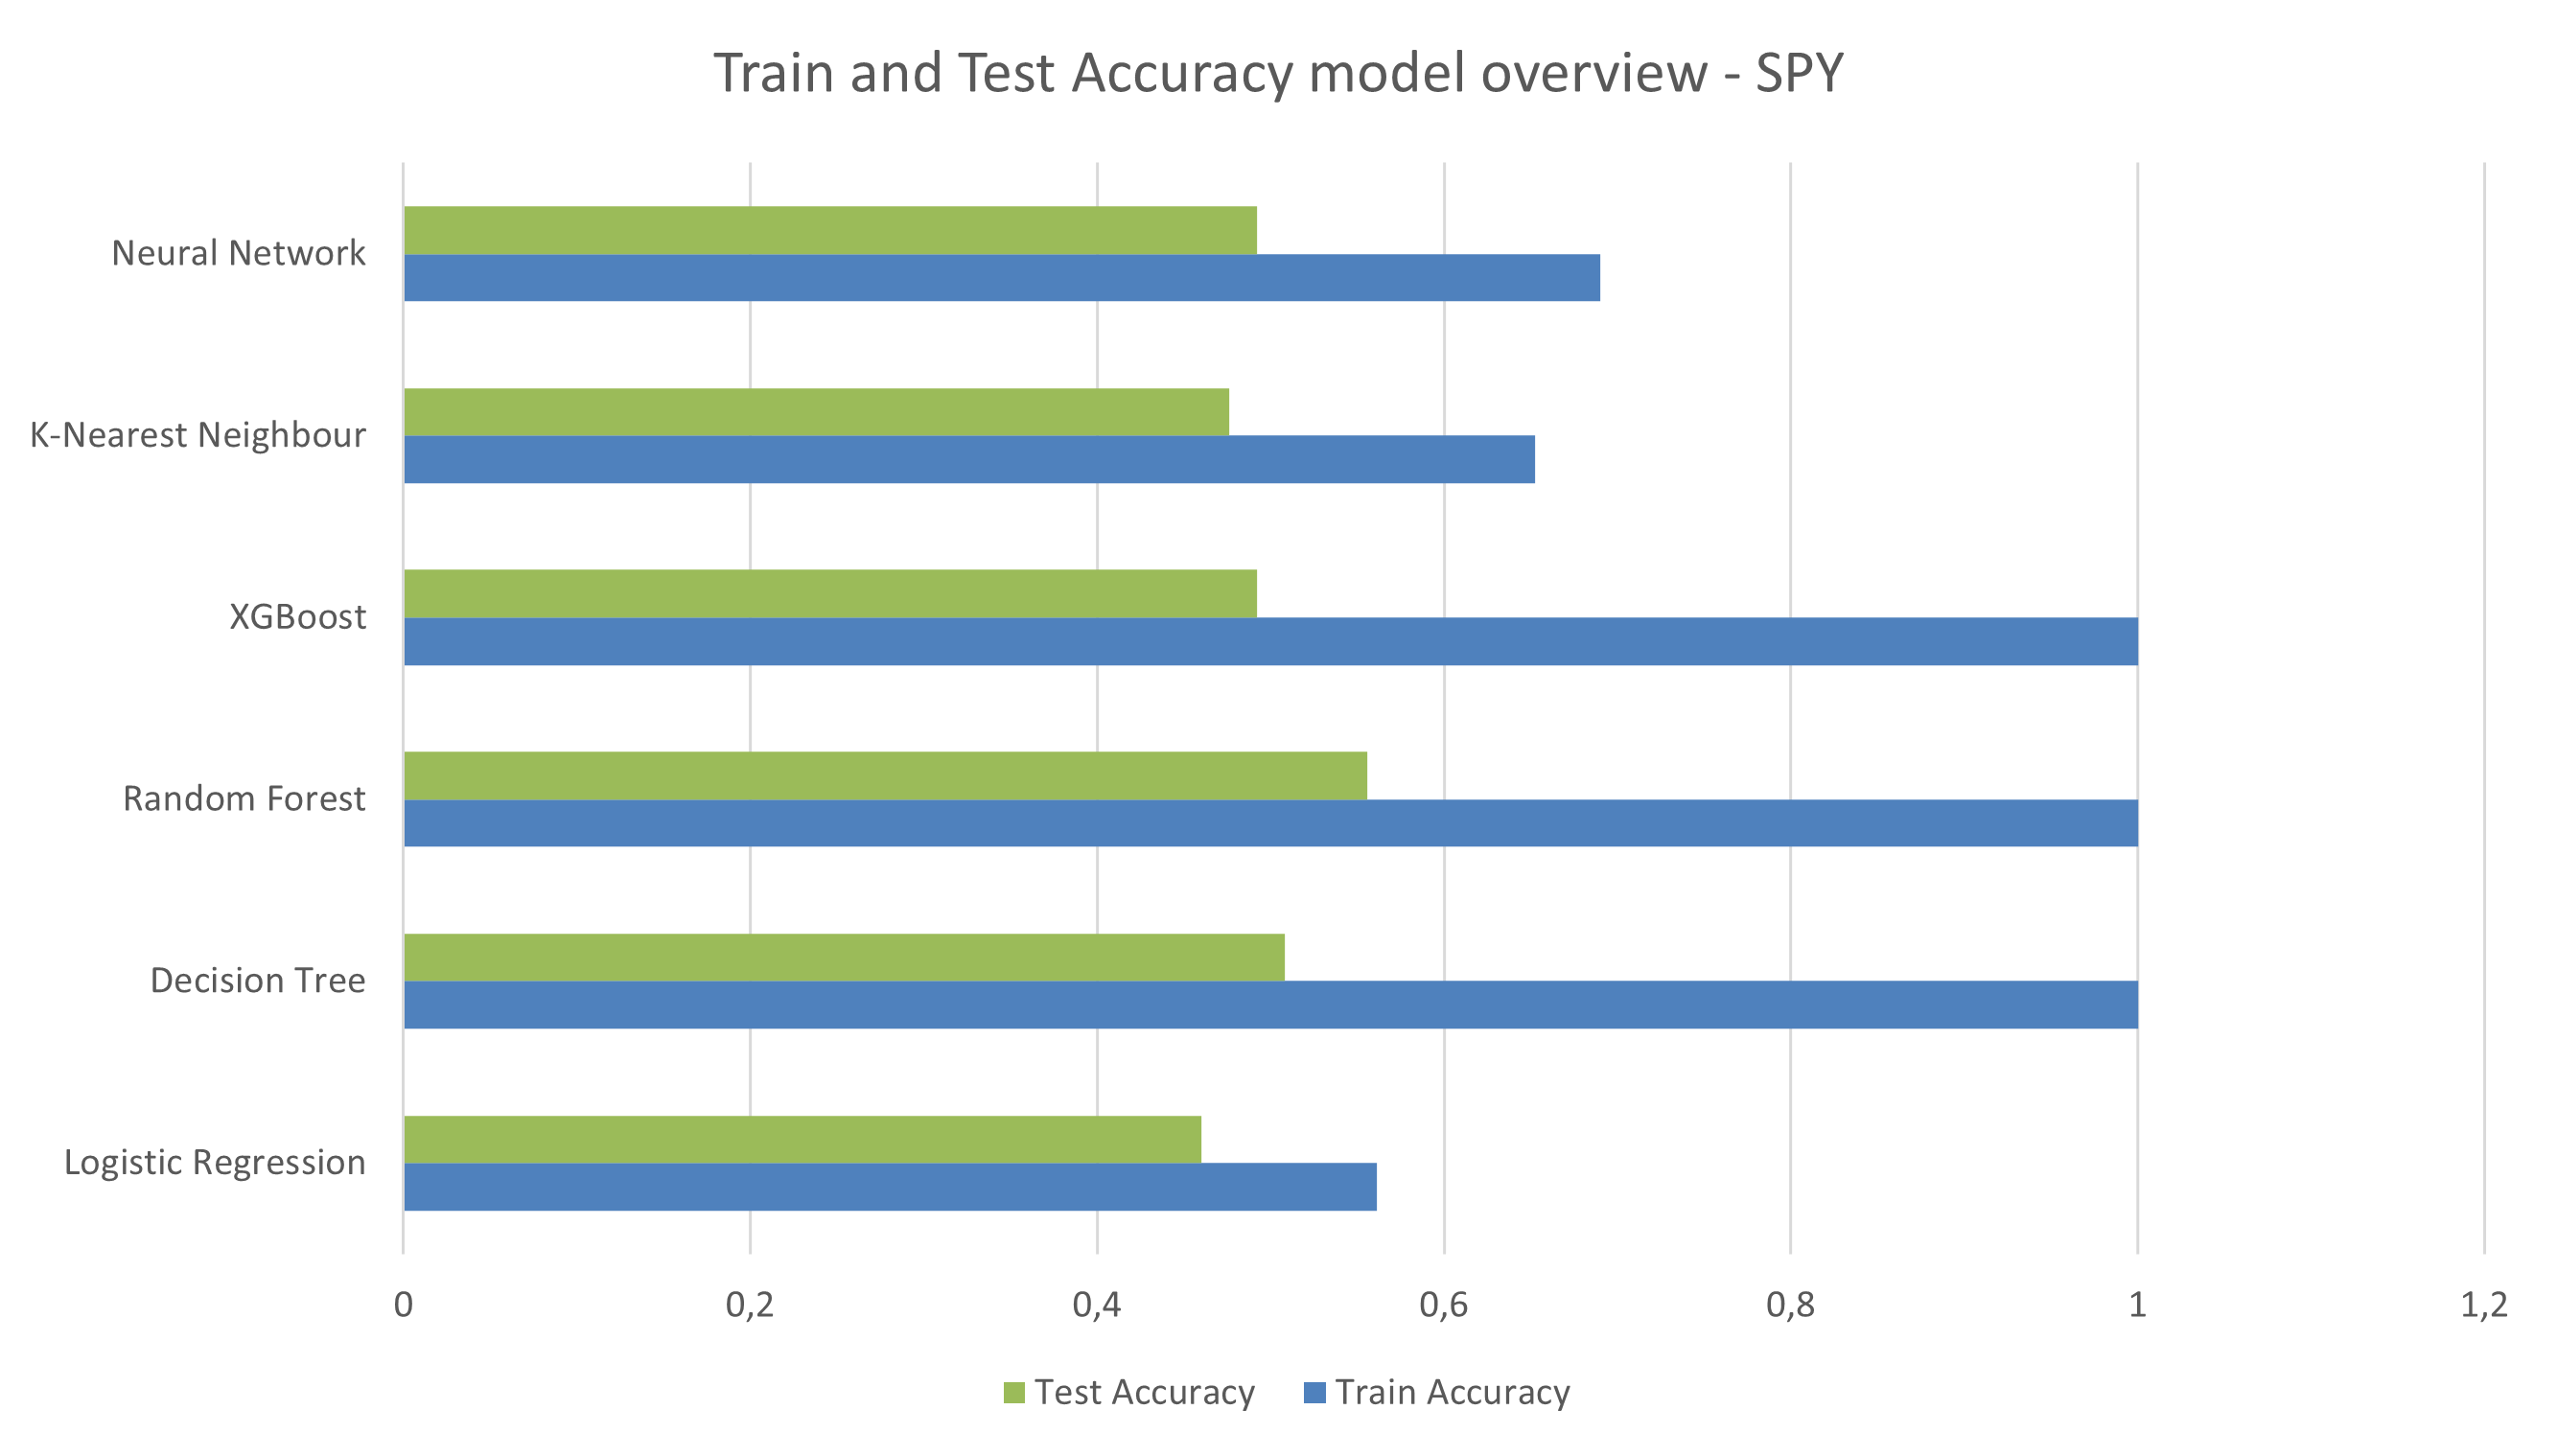 Train and Test Accuracy model overview - SPY
Neural Network
K-Nearest Neighbour
XGBoost
Random Forest
Decision Tree
Logistic Regression
0 0,2 0,4 0,6 0,8 1 1,2
Test Accuracy Train Accuracy